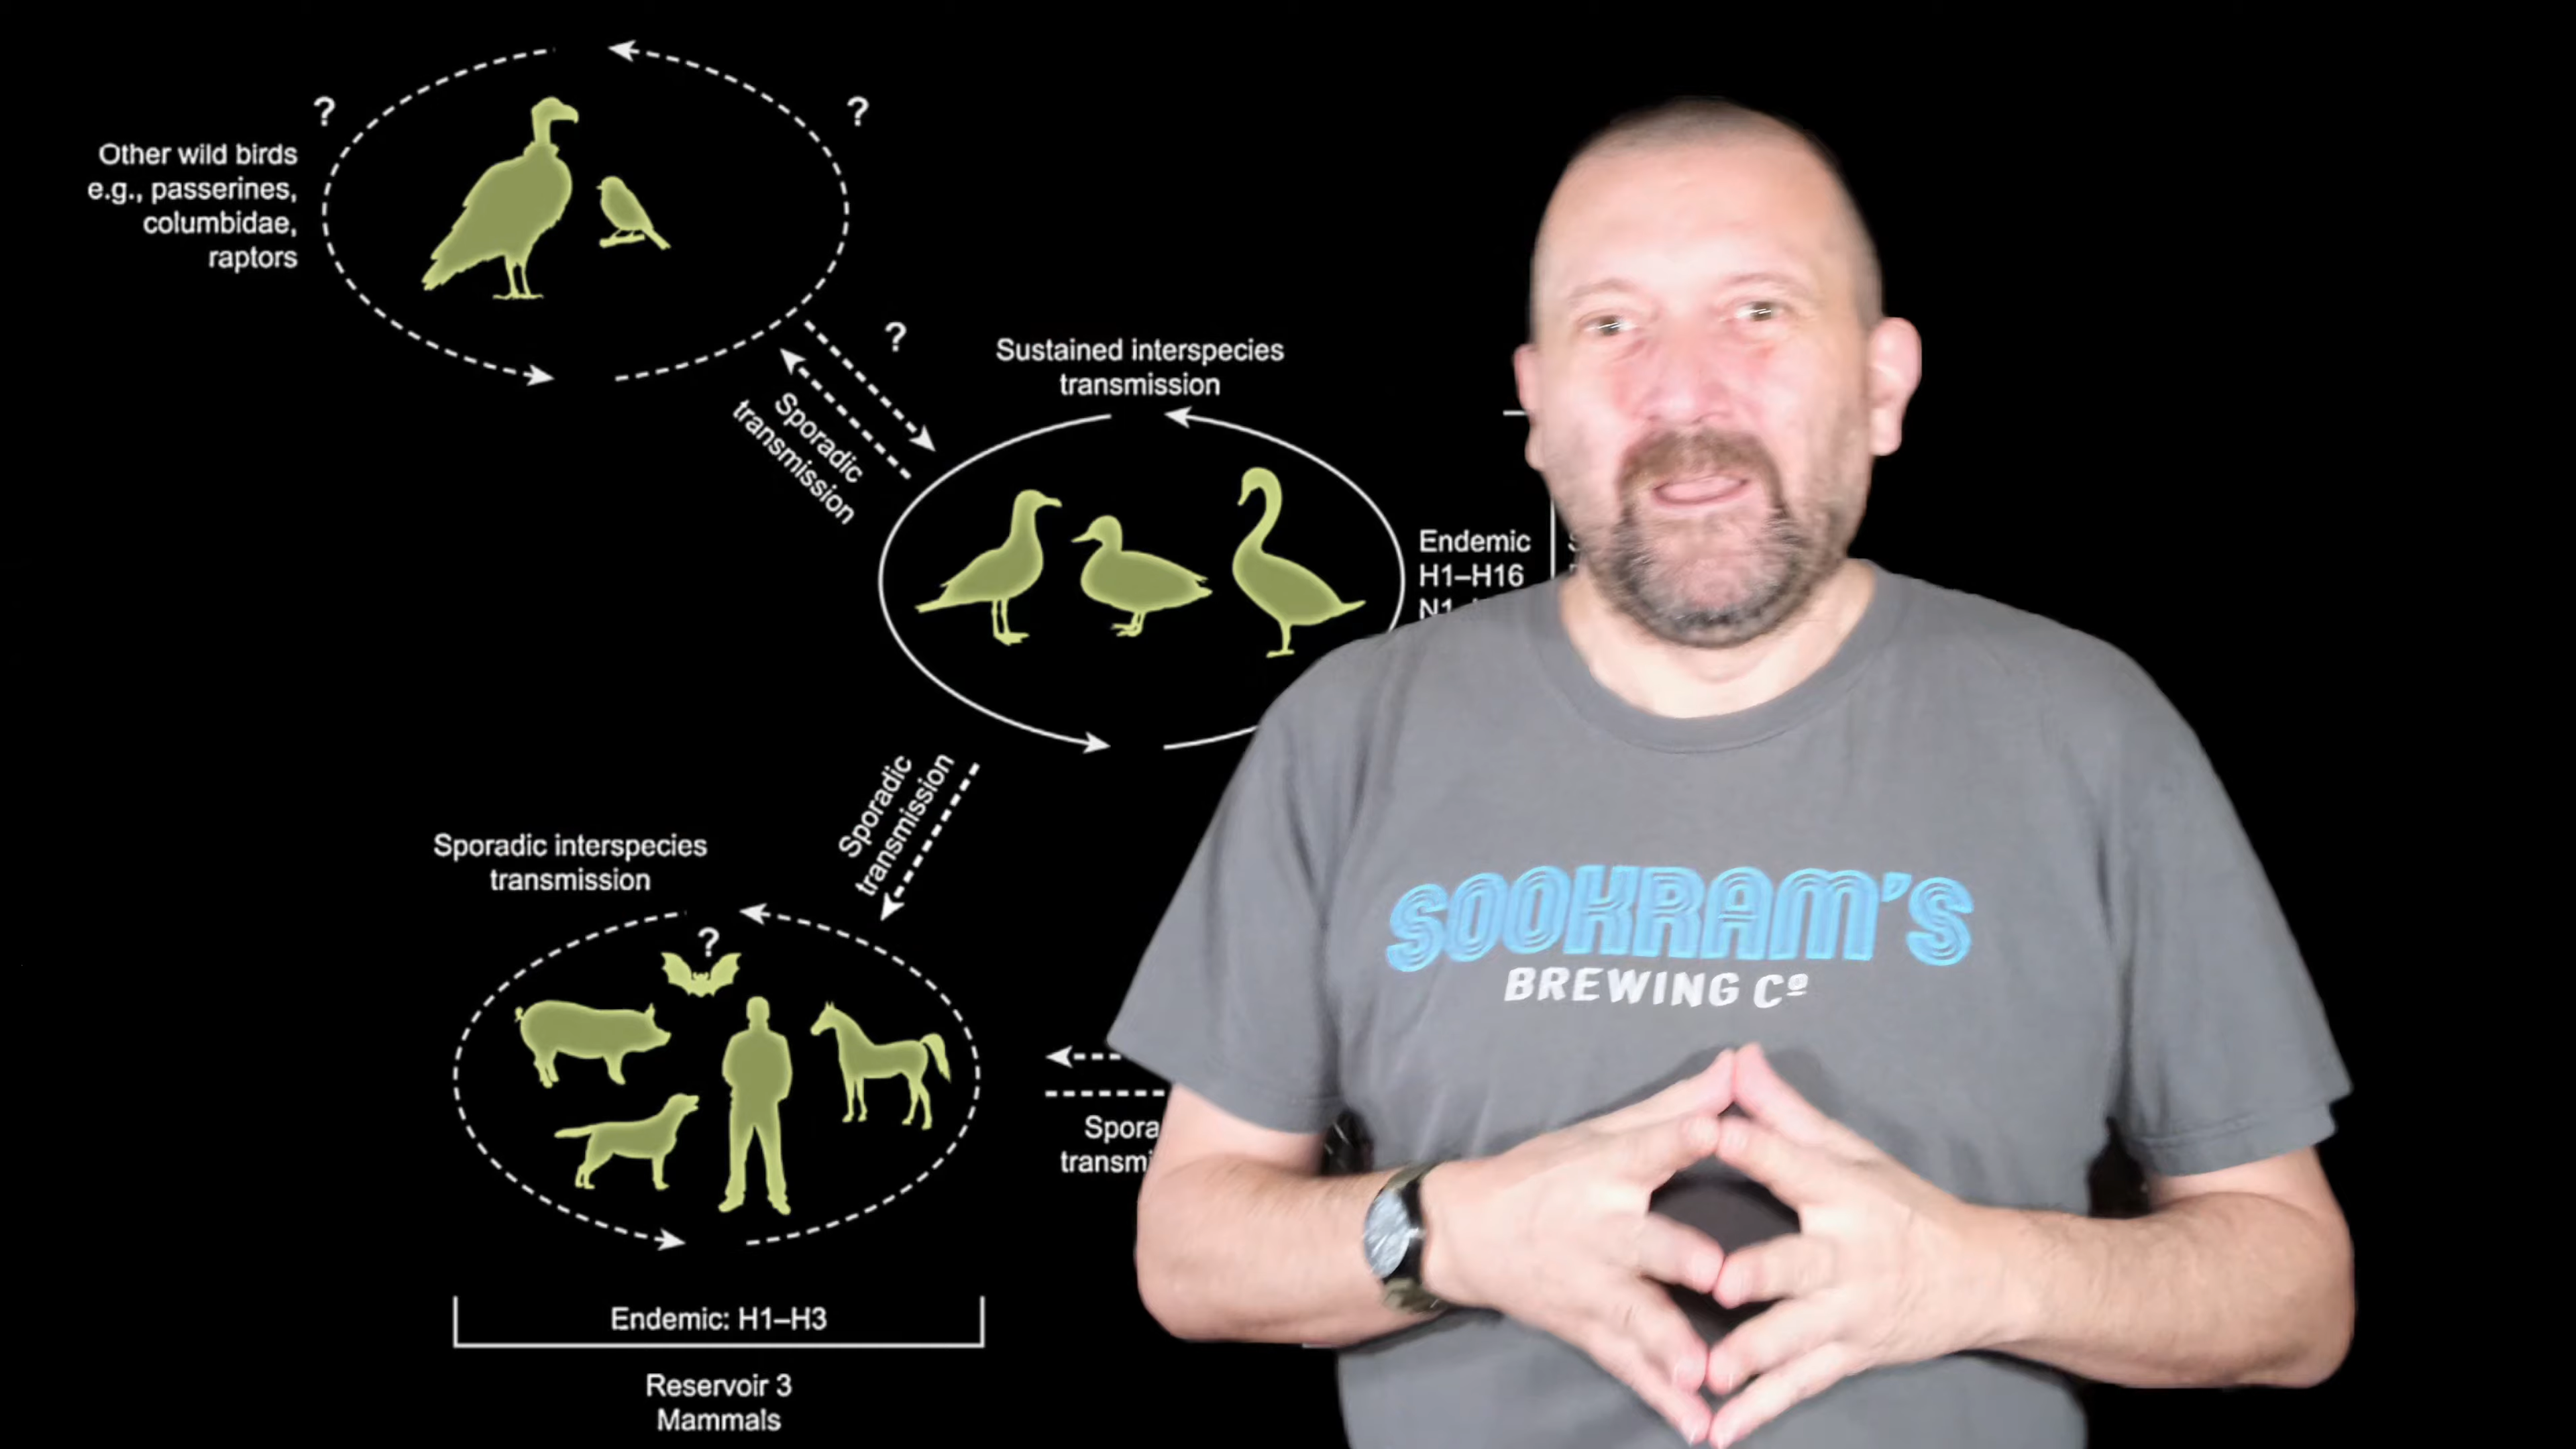 ?
?
Other wild birds
e.g., passerines,
columbidae,
raptors
?
Sporadic
transmission
Sustained interspecies
transmission
Endemic
H1–H16
Sporadic
transmission
Sporadic interspecies
transmission
?
Endemic: H1–H3
Reservoir 3
Mammals
SOOKRAM'S
BREWING Cº